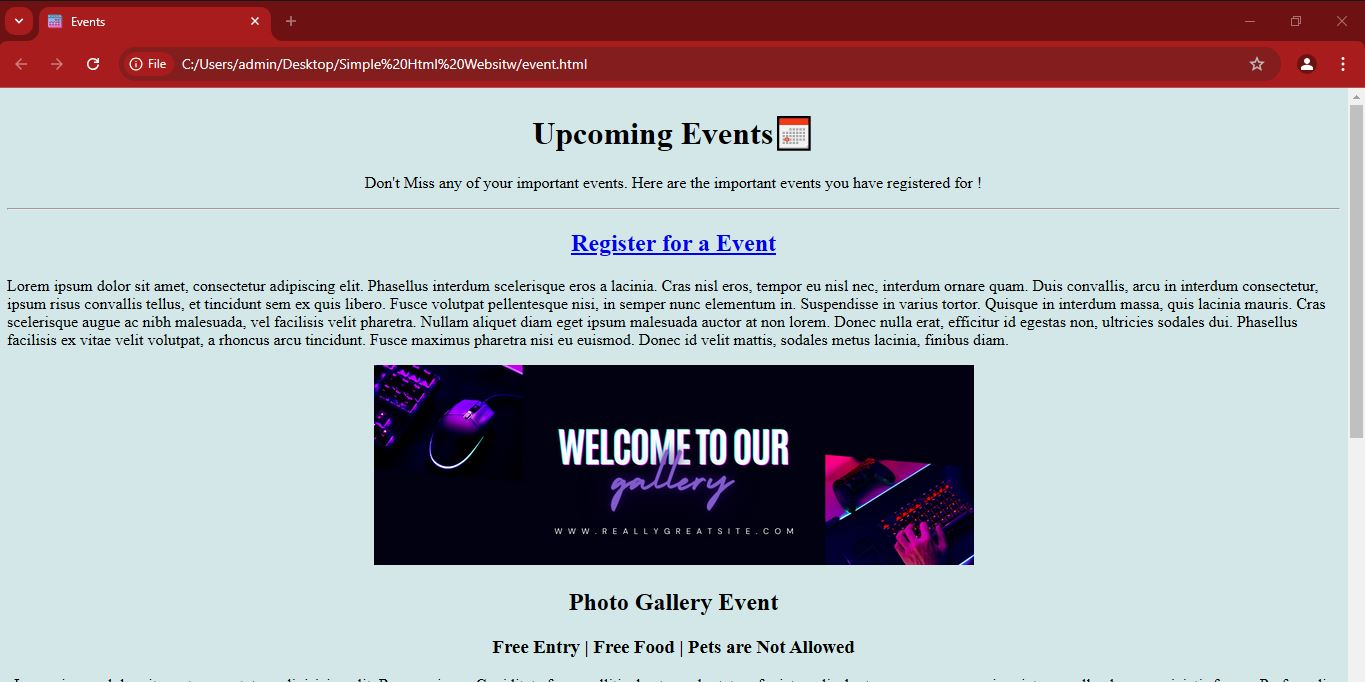 Events
File
C:/Users/admin/Desktop/Simple%20Html%20Websitw/event.html
Upcoming Events
Don't Miss any of your important events. Here are the important events you have registered for !
Register for a Event
Lorem ipsum dolor sit amet, consectetur adipiscing elit. Phasellus interdum scelerisque eros a lacinia. Cras nisl eros, tempor eu nisl nec, interdum ornare quam. Duis convallis, arcu in interdum consectetur,
ipsum risus convallis tellus, et tincidunt sem ex quis libero. Fusce volutpat pellentesque nisi, in semper nunc elementum in. Suspendisse in varius tortor. Quisque in interdum massa, quis lacinia mauris. Cras
scelerisque augue ac nibh malesuada, vel facilisis velit pharetra. Nullam aliquet diam eget ipsum malesuada auctor at non lorem. Donec nulla erat, efficitur id egestas non, ultricies sodales dui. Phasellus
facilisis ex vitae velit volutpat, a rhoncus arcu tincidunt. Fusce maximus pharetra nisi eu euismod. Donec id velit mattis, sodales metus lacinia, finibus diam.
WELCOME TO OUR
gallery
WWW.REALLYGREATSITE.COM
Photo Gallery Event
Free Entry | Free Food | Pets are Not Allowed